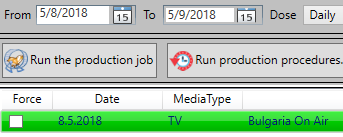 From 5/8/2018 15 To 5/9/2018 15 Dose Daily
Run the production job Run production procedures.
Force Date MediaType
8.5.2018 TV Bulgaria On Air